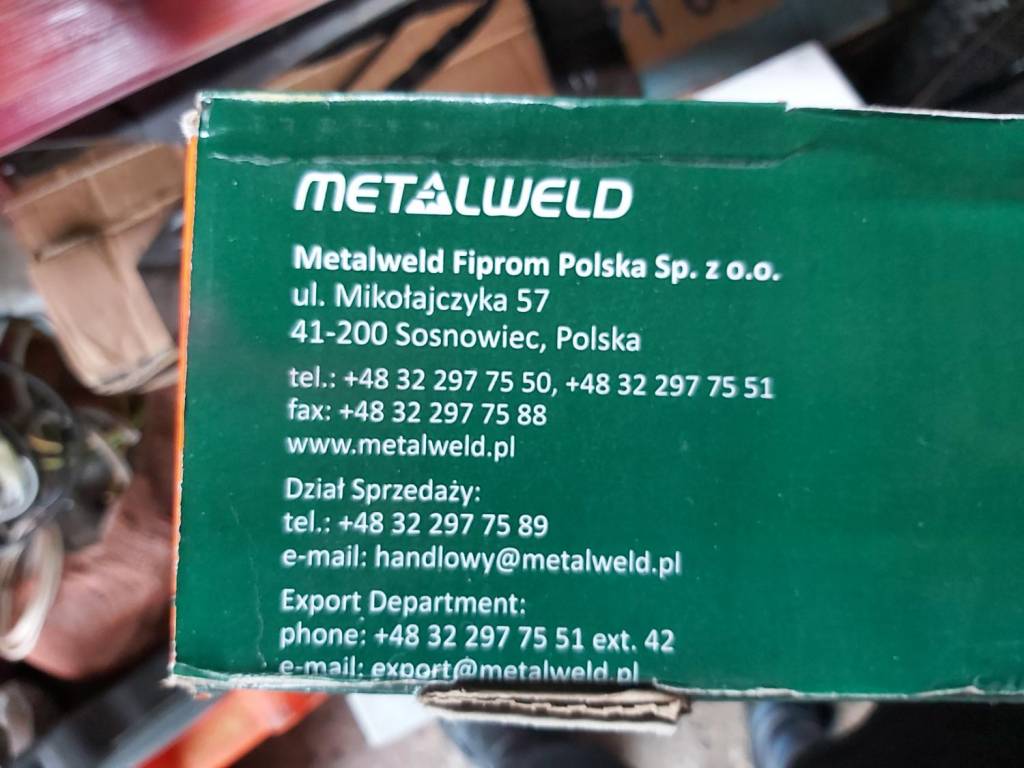 METALWELD
Metalweld Fiprom Polska Sp. z o.o.
ul. Mikołajczyka 57
41-200 Sosnowiec, Polska
tel.: +48 32 297 75 50, +48 32 297 75 51
fax: +48 32 297 75 88
www.metalweld.pl
Dział Sprzedaży:
tel.: +48 32 297 75 89
e-mail: handlowy@metalweld.pl
Export Department:
phone: +48 32 297 75 51 ext. 42
e-mail: export@metalweld.pl